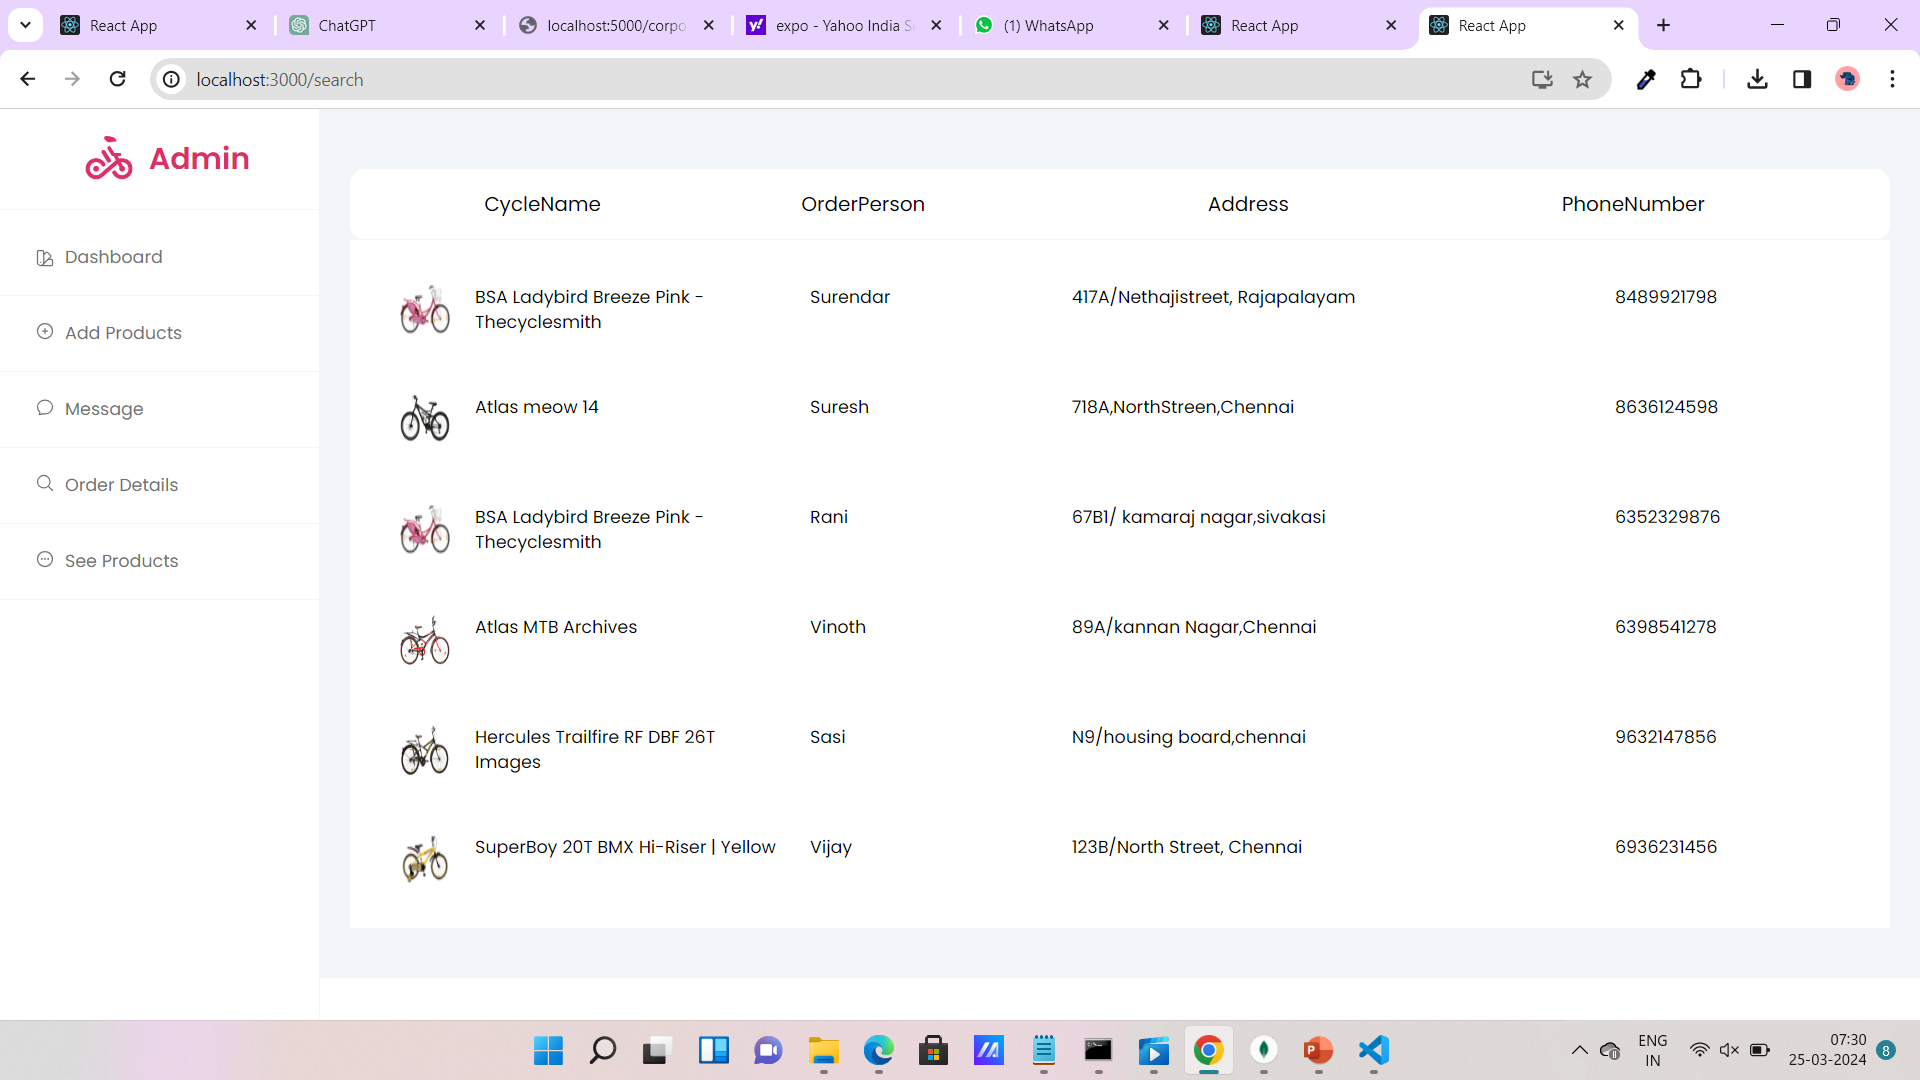 React App
ChatGPT
localhost:5000/corpo
expo - Yahoo India S
(1) WhatsApp
React App
React App
localhost:3000/search
Admin
Dashboard
Add Products
Message
Order Details
See Products
CycleName OrderPerson Address PhoneNumber
BSA Ladybird Breeze Pink - Surendar 417A/Nethajistreet, Rajapalayam 8489921798
Thecyclesmith
Atlas meow 14 Suresh 718A,NorthStreen,Chennai 8636124598
BSA Ladybird Breeze Pink - Rani 67B1/ kamaraj nagar,sivakasi 6352329876
Thecyclesmith
Atlas MTB Archives Vinoth 89A/kannan Nagar,Chennai 6398541278
Hercules Trailfire RF DBF 26T Sasi N9/housing board,chennai 9632147856
Images
SuperBoy 20T BMX Hi-Riser | Yellow Vijay 123B/North Street, Chennai 6936231456
ENG
IN
07:30
25-03-2024
8